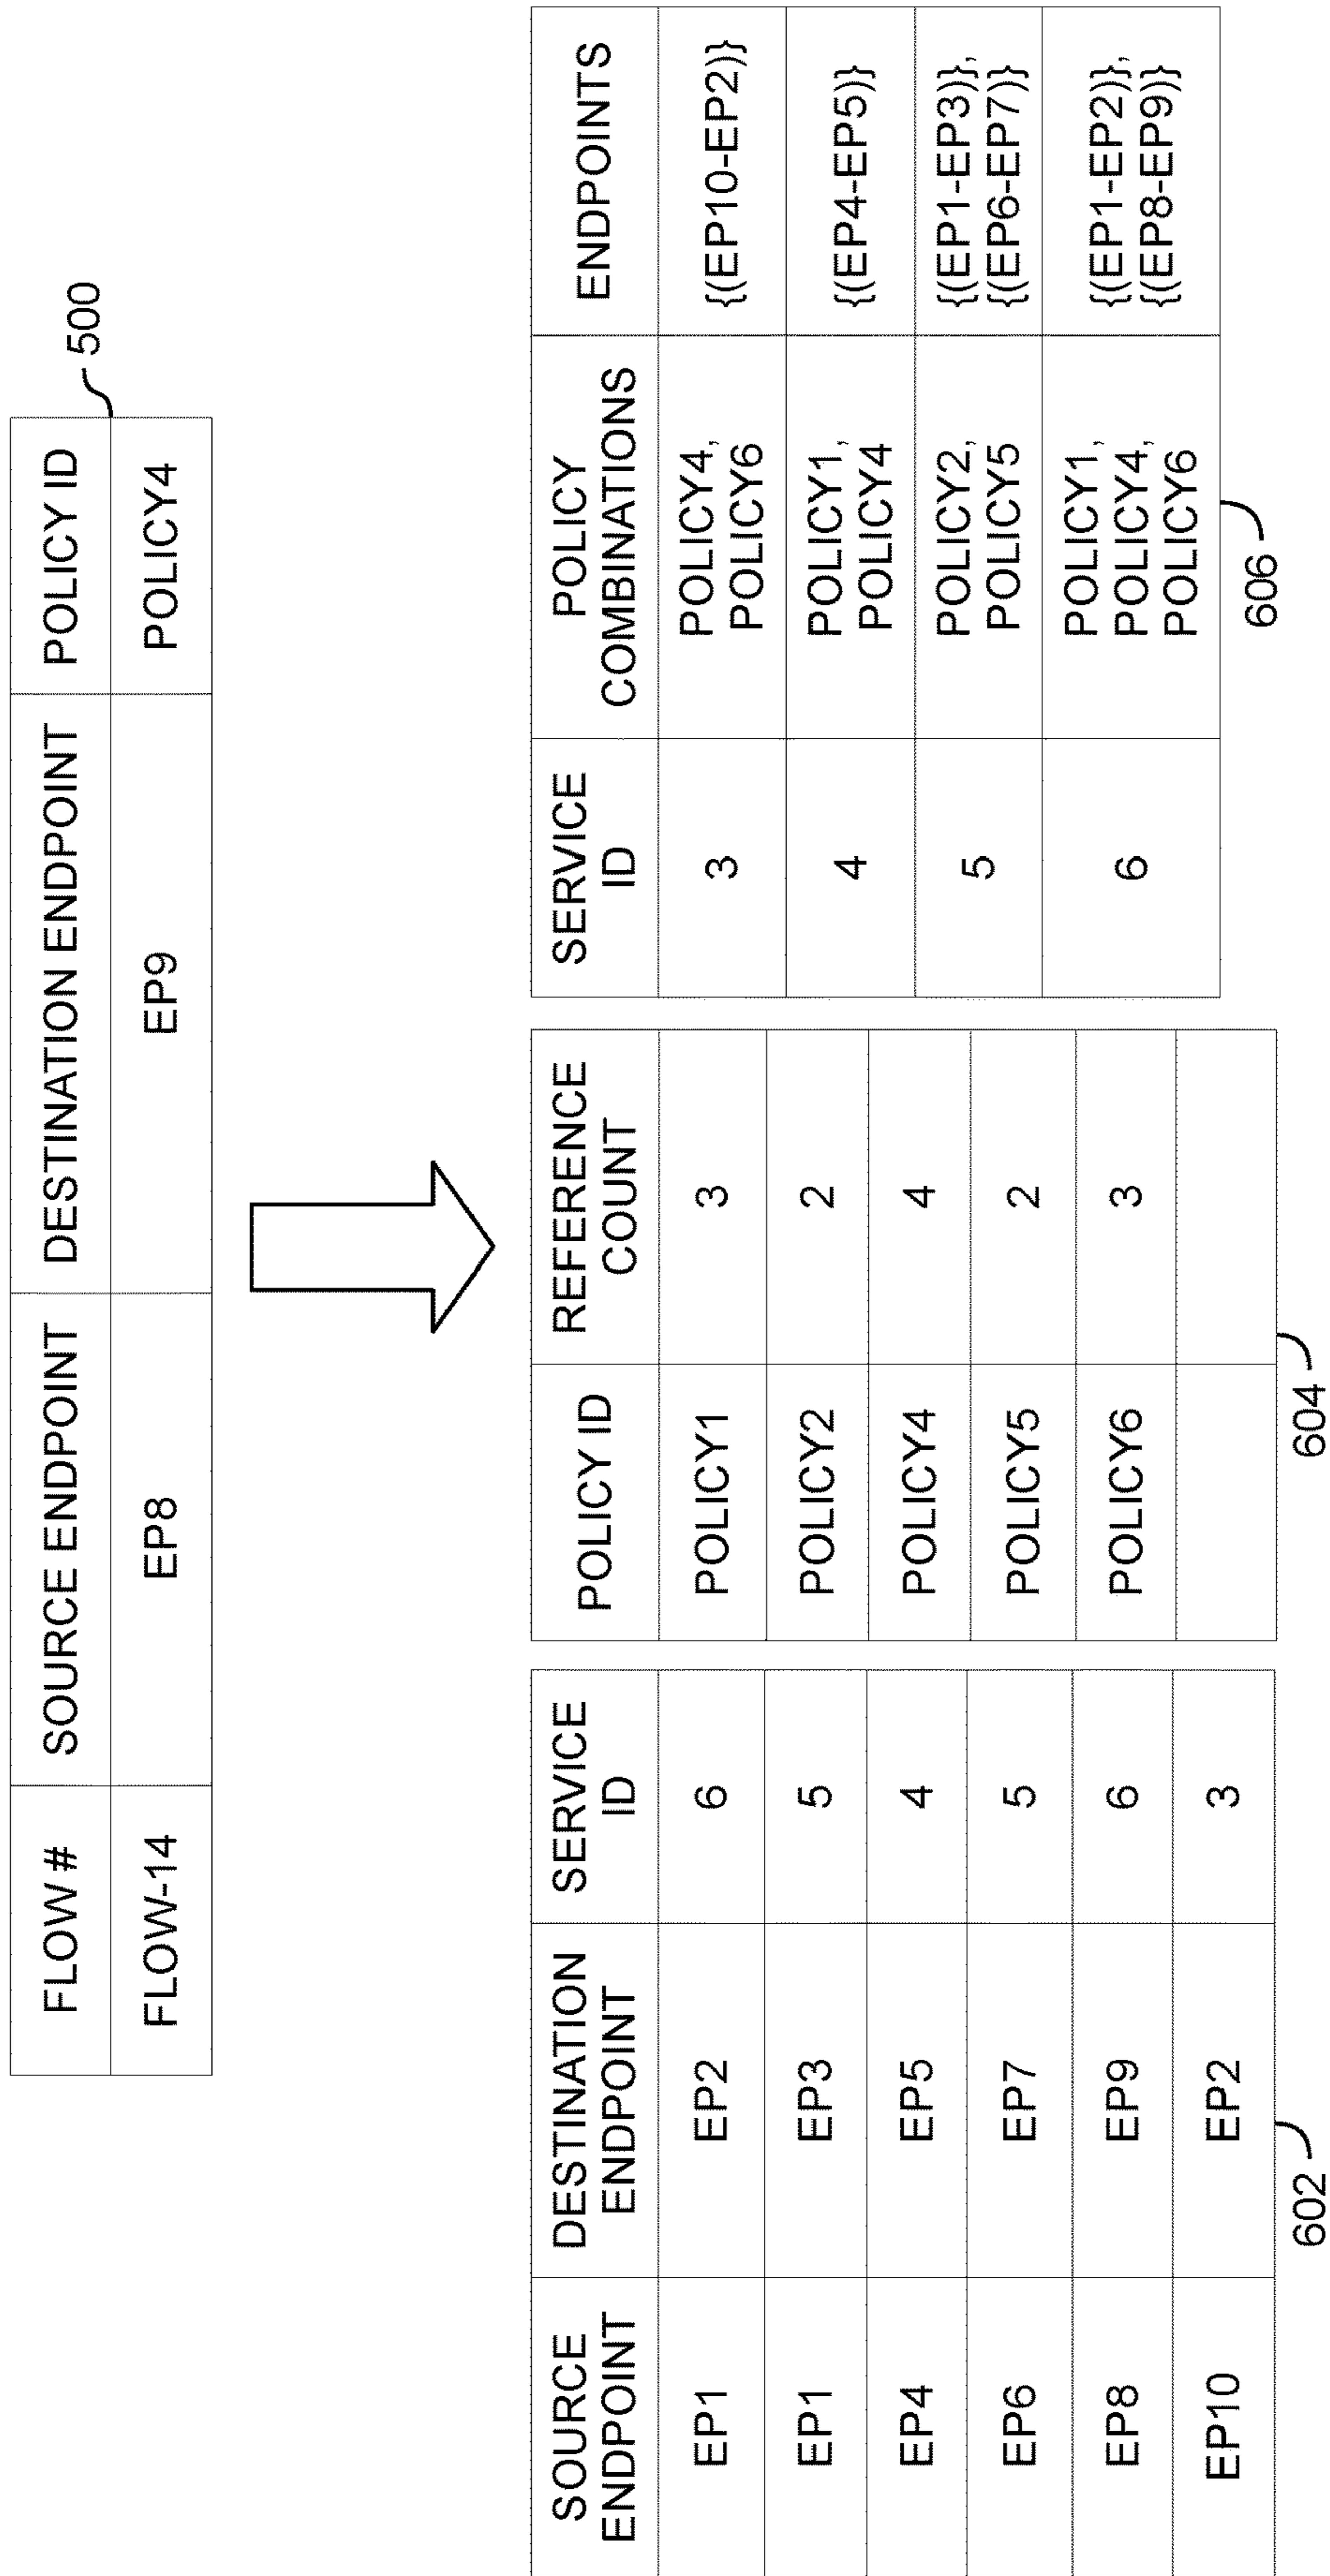 FLOW # SOURCE ENDPOINT DESTINATION ENDPOINT POLICY ID
FLOW-14 EP8 EP9 POLICY4
500
SOURCE
ENDPOINT
DESTINATION
ENDPOINT
SERVICE
ID
EP1 EP2 6
EP1 EP3 5
EP4 EP5 4
EP6 EP7 5
EP8 EP9 6
EP10 EP2 3
602
POLICY ID
REFERENCE
COUNT
POLICY1 3
POLICY2 2
POLICY4 4
POLICY5 2
POLICY6 3
604
SERVICE
ID
POLICY
COMBINATIONS
ENDPOINTS
3
POLICY4,
POLICY6
{(EP10-EP2)}
4
POLICY1,
POLICY4
{(EP4-EP5)}
5
POLICY2,
POLICY5
{(EP1-EP3)},
{(EP6-EP7)}
6
POLICY1,
POLICY4,
POLICY6
{(EP1-EP2)},
{(EP8-EP9)}
606